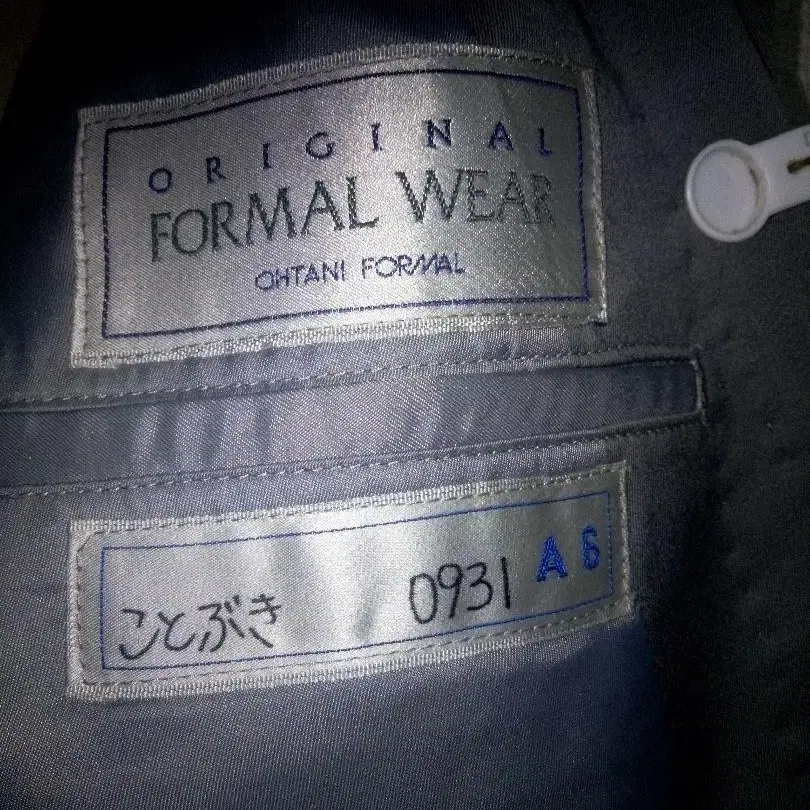 ORIGINAL
FORMAL WEAR
OHTANI FORMAL
ことぶき 0931 A6